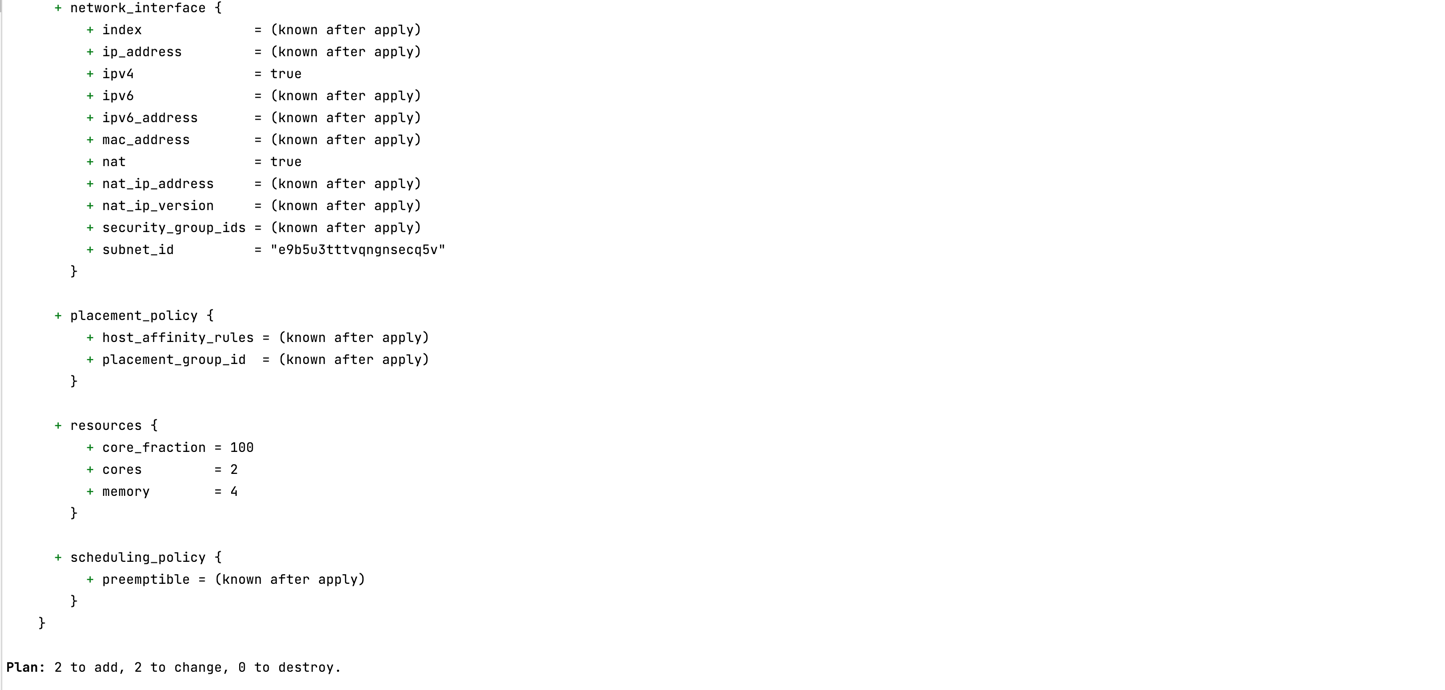 + network_interface {
+ index = (known after apply)
+ ip_address = (known after apply)
+ ipv4 = true
+ ipv6 = (known after apply)
+ ipv6_address = (known after apply)
+ mac_address = (known after apply)
+ nat = true
+ nat_ip_address = (known after apply)
+ nat_ip_version = (known after apply)
+ security_group_ids = (known after apply)
+ subnet_id = "e9b5u3tttvqngnsecq5v"
}
+ placement_policy {
+ host_affinity_rules = (known after apply)
+ placement_group_id = (known after apply)
}
+ resources {
+ core_fraction = 100
+ cores = 2
+ memory = 4
}
+ scheduling_policy {
+ preemptible = (known after apply)
}
}
Plan: 2 to add, 2 to change, 0 to destroy.